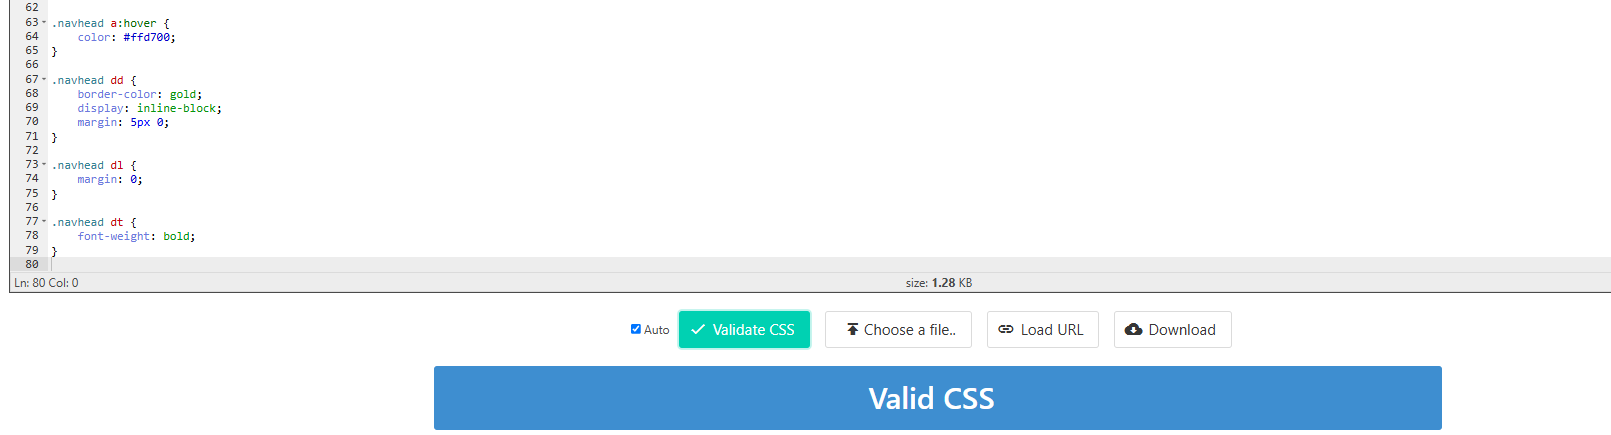 62
63 .navhead a:hover {
64     color: #ffd700;
65 }
66
67 .navhead dd {
68     border-color: gold;
69     display: inline-block;
70     margin: 5px 0;
71 }
72
73 .navhead dl {
74     margin: 0;
75 }
76
77 .navhead dt {
78     font-weight: bold;
79 }
80
Ln: 80 Col: 0 size: 1.28 KB
Auto Validate CSS Choose a file.. Load URL Download
Valid CSS